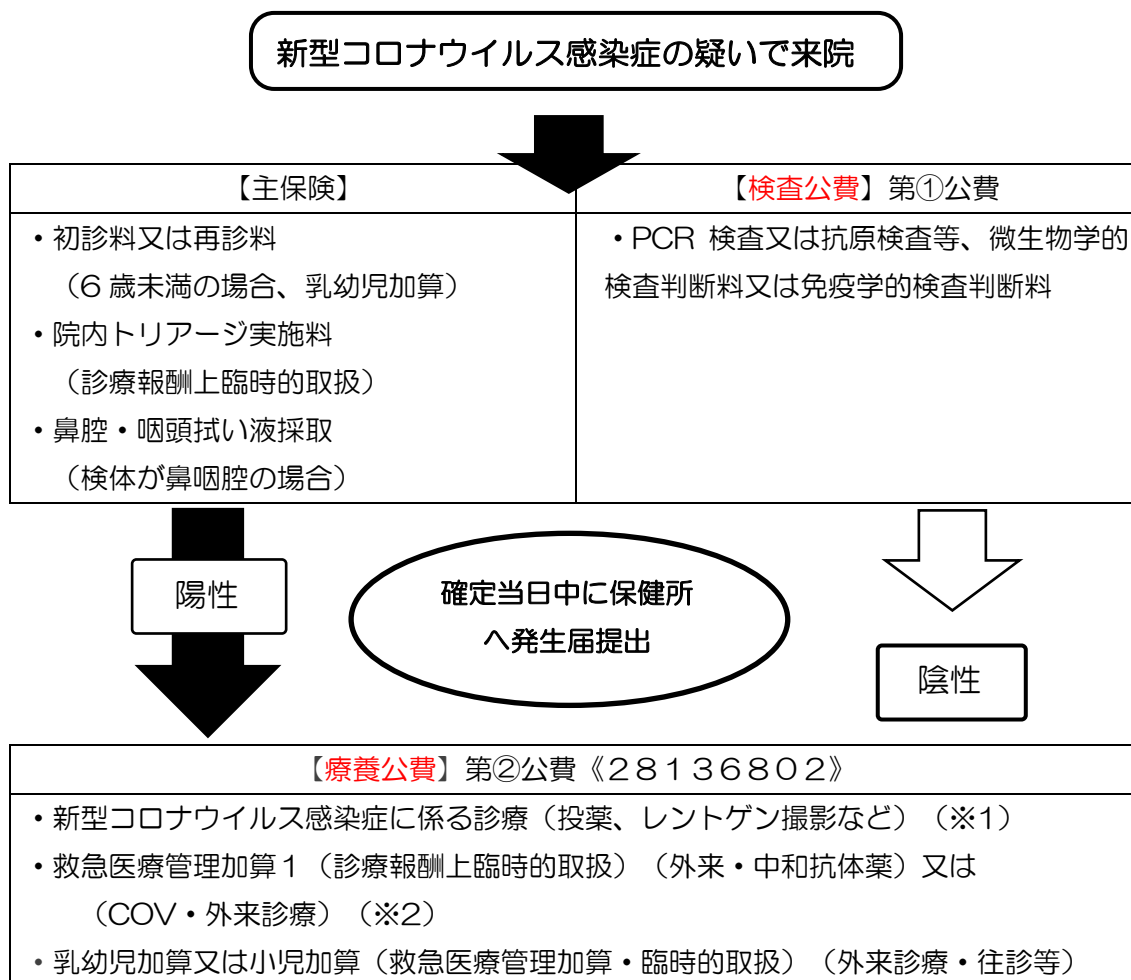 新型コロナウイルス感染症の疑いで来院
【主保険】
・初診料又は再診料
（6 歳未満の場合、乳幼児加算）
・院内トリアージ実施料
（診療報酬上臨時的取扱）
・鼻腔・咽頭拭い液採取
（検体が鼻咽腔の場合）
【検査公費】第①公費
・PCR 検査又は抗原検査等、微生物学的
検査判断料又は免疫学的検査判断料
陽性
確定当日中に保健所
へ発生届提出
陰性
【療養公費】第②公費《２８１３６８０２》
・新型コロナウイルス感染症に係る診療（投薬、レントゲン撮影など）（※1）
・救急医療管理加算１（診療報酬上臨時的取扱）（外来・中和抗体薬）又は
（COV・外来診療）（※2）
・乳幼児加算又は小児加算（救急医療管理加算・臨時的取扱）（外来診療・往診等）